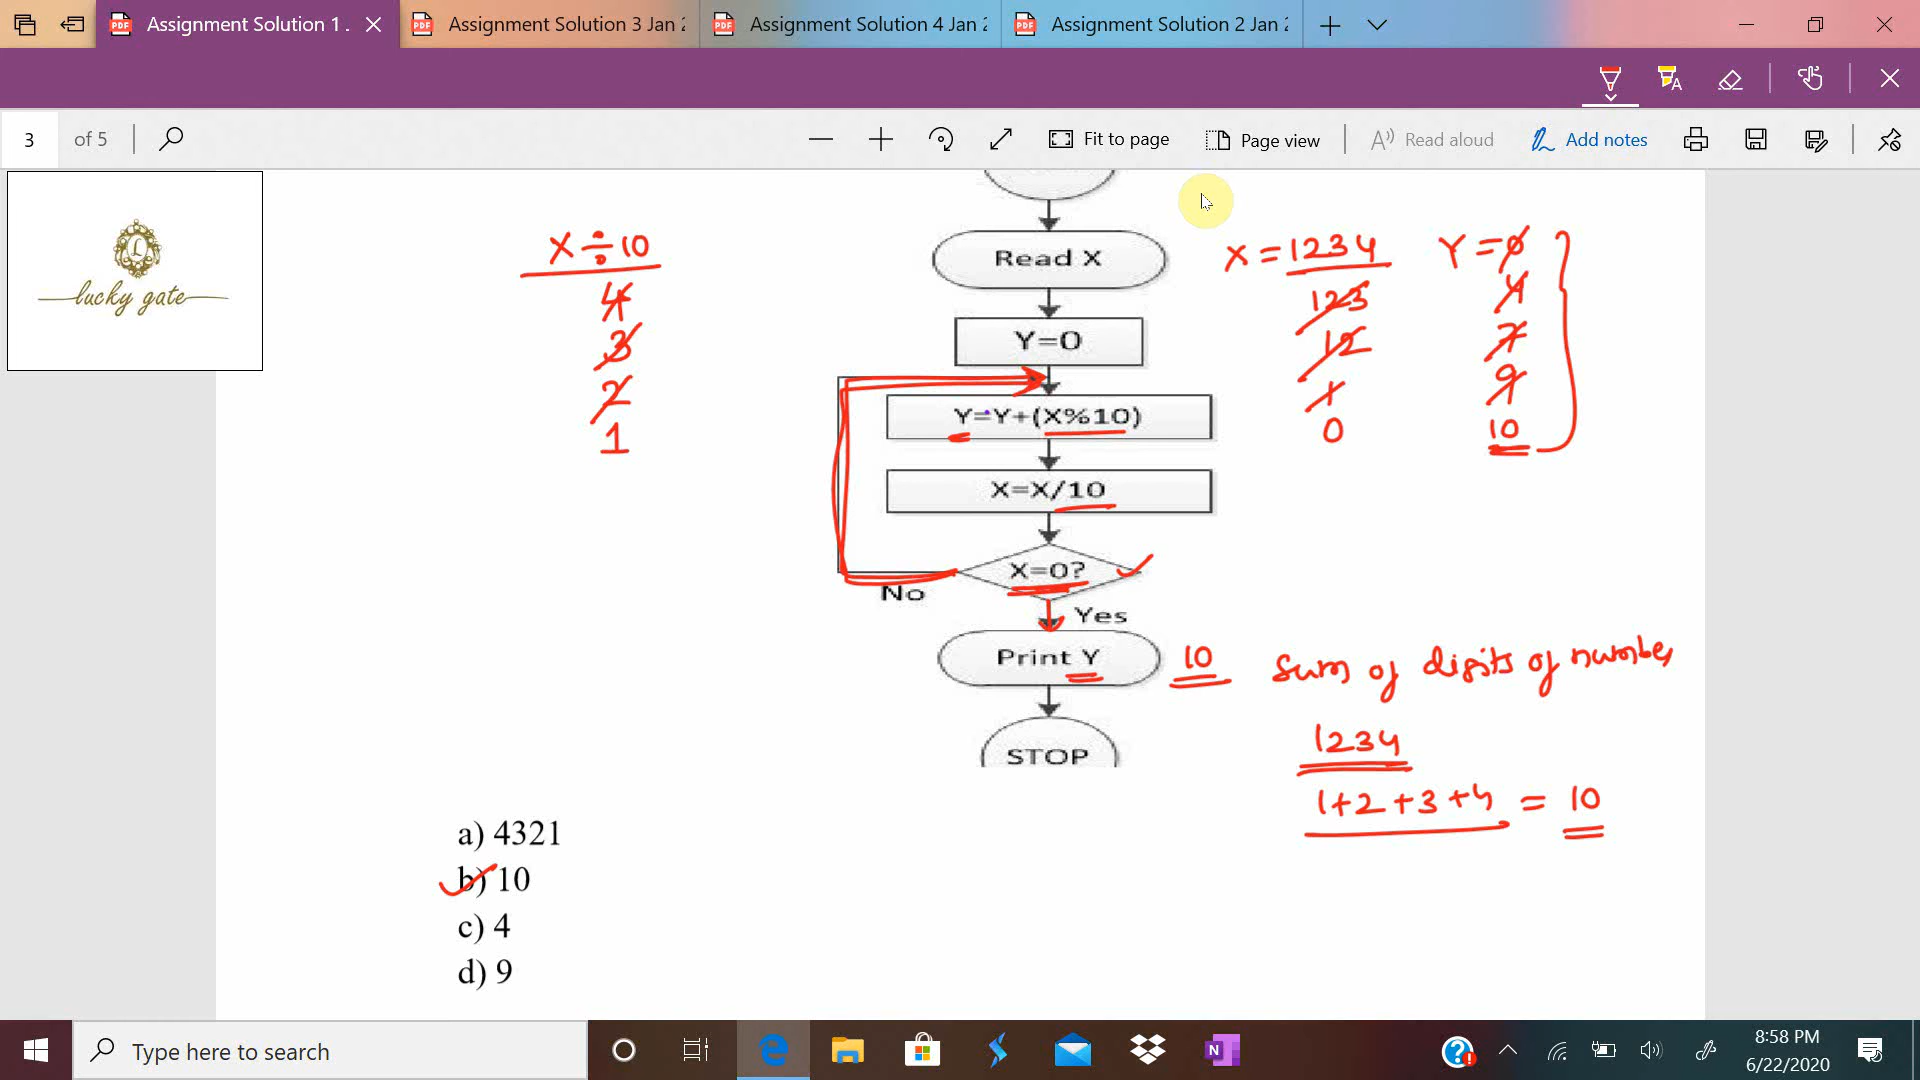 Assignment Solution 1 .
Assignment Solution 3 Jan 2
Assignment Solution 4 Jan 2
Assignment Solution 2 Jan 2
3 of 5
Fit to page
Page view
Read aloud
Add notes
L
lucky gate
X ÷ 10
4
3
2
1
Read X
Y=0
Y=Y+(X%10)
X=X/10
X=0?
No
Yes
Print Y
STOP
X = 1234
123
12
1
0
Y = 0
4
7
9
10
10
Sum of digits of number
1234
1+2+3+4 = 10
a) 4321
b) 10
c) 4
d) 9
Type here to search
8:58 PM
6/22/2020